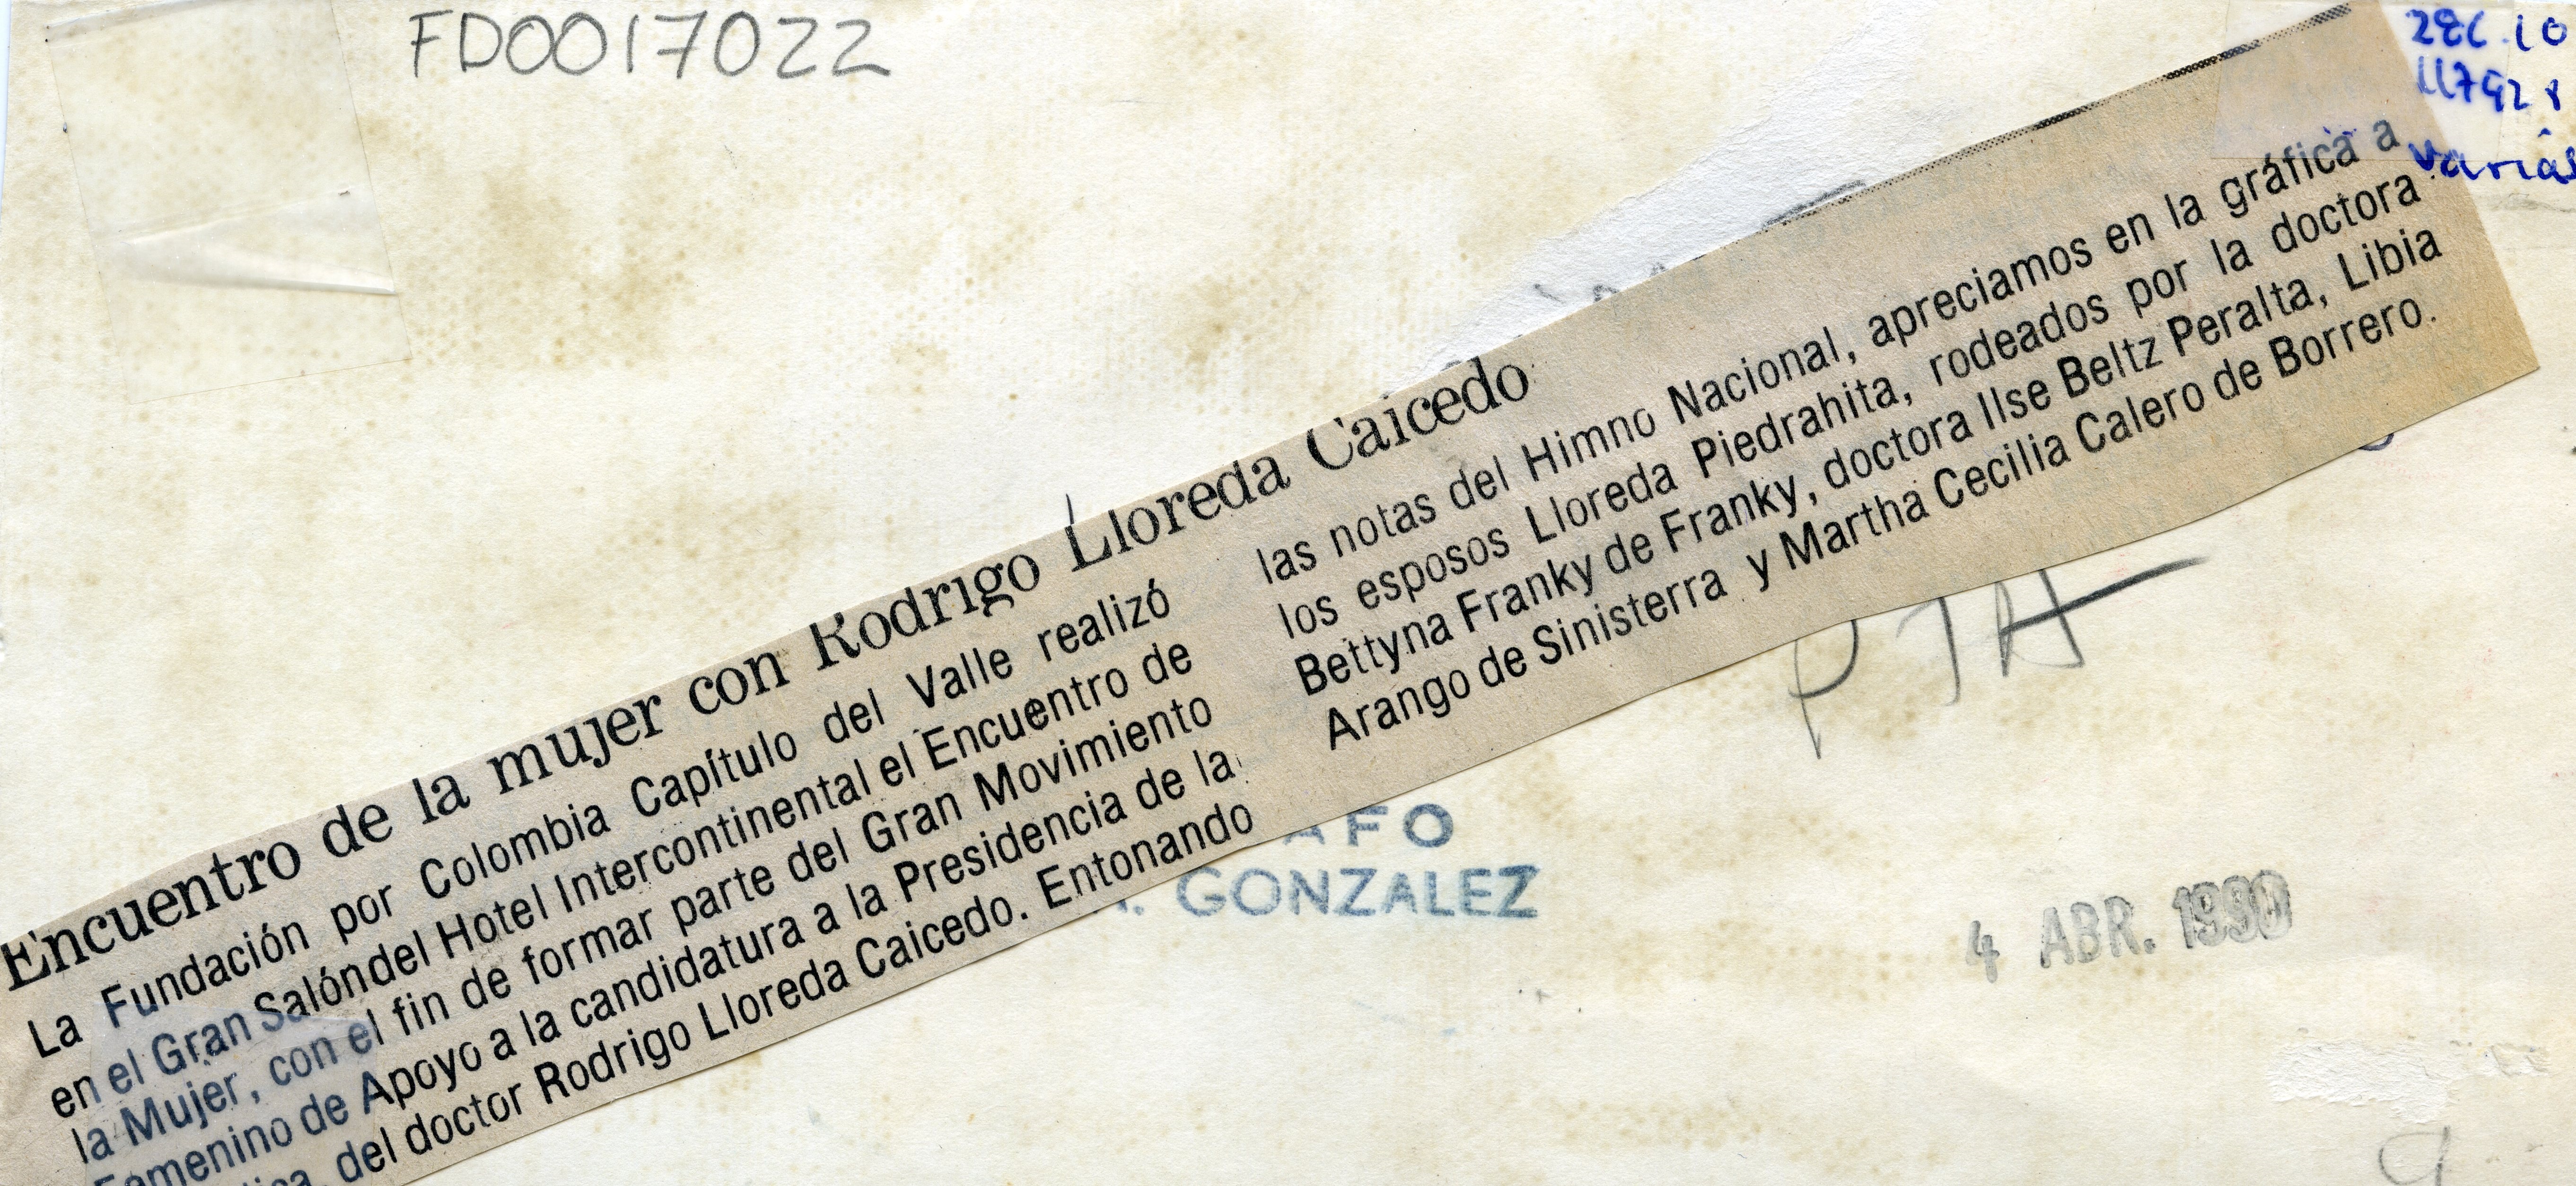 FD0017022
varias
Encuentro de la mujer con Rodrigo Lloreda Caicedo
La Fundación por Colombia Capítulo del Valle realizó
en el Gran Salóndel Hotel Intercontinental el Encuentro de
la Mujer, con el fin de formar parte del Gran Movimiento
Femenino de Apoyo a la candidatura a la Presidencia de la
del doctor Rodrigo Lloreda Caicedo. Entonando
las notas del Himno Nacional, apreciamos en la gráfica a
los esposos Lloreda Piedrahita, rodeados por la doctora
Bettyna Franky de Franky, doctora Ilse Beltz Peralta, Libia
Arango de Sinisterra y Martha Cecilia Calero de Borrero.
AFO
GONZALEZ
4 ABR. 1990